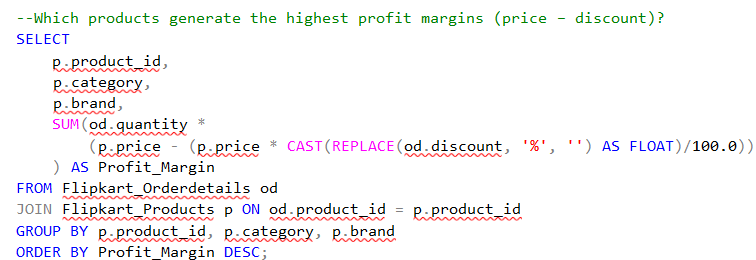 --Which products generate the highest profit margins (price – discount)?
SELECT
    p.product_id,
    p.category,
    p.brand,
    SUM(od.quantity *
        (p.price - (p.price * CAST(REPLACE(od.discount, '%', '') AS FLOAT)/100.0))
    ) AS Profit_Margin
FROM Flipkart_Orderdetails od
JOIN Flipkart_Products p ON od.product_id = p.product_id
GROUP BY p.product_id, p.category, p.brand
ORDER BY Profit_Margin DESC;